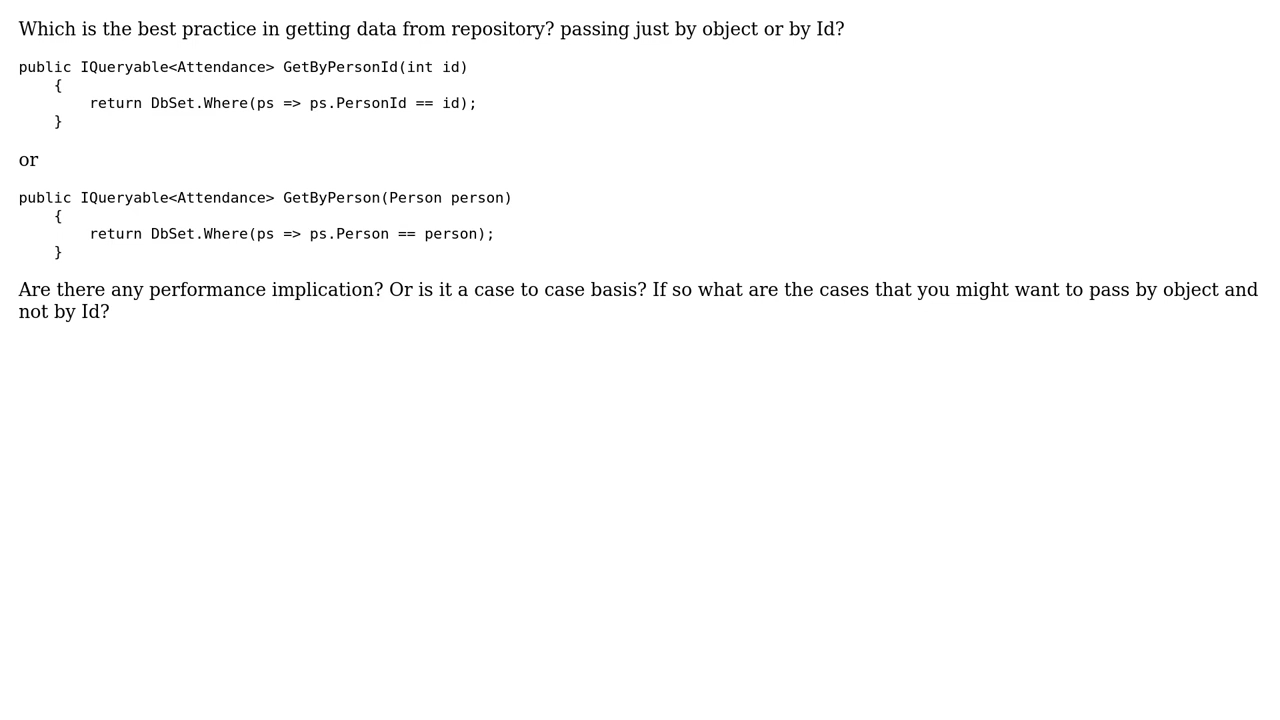 Which is the best practice in getting data from repository? passing just by object or by Id?
public IQueryable<Attendance> GetByPersonId(int id)
    {
        return DbSet.Where(ps => ps.PersonId == id);
    }
or
public IQueryable<Attendance> GetByPerson(Person person)
    {
        return DbSet.Where(ps => ps.Person == person);
    }
Are there any performance implication? Or is it a case to case basis? If so what are the cases that you might want to pass by object and
not by Id?